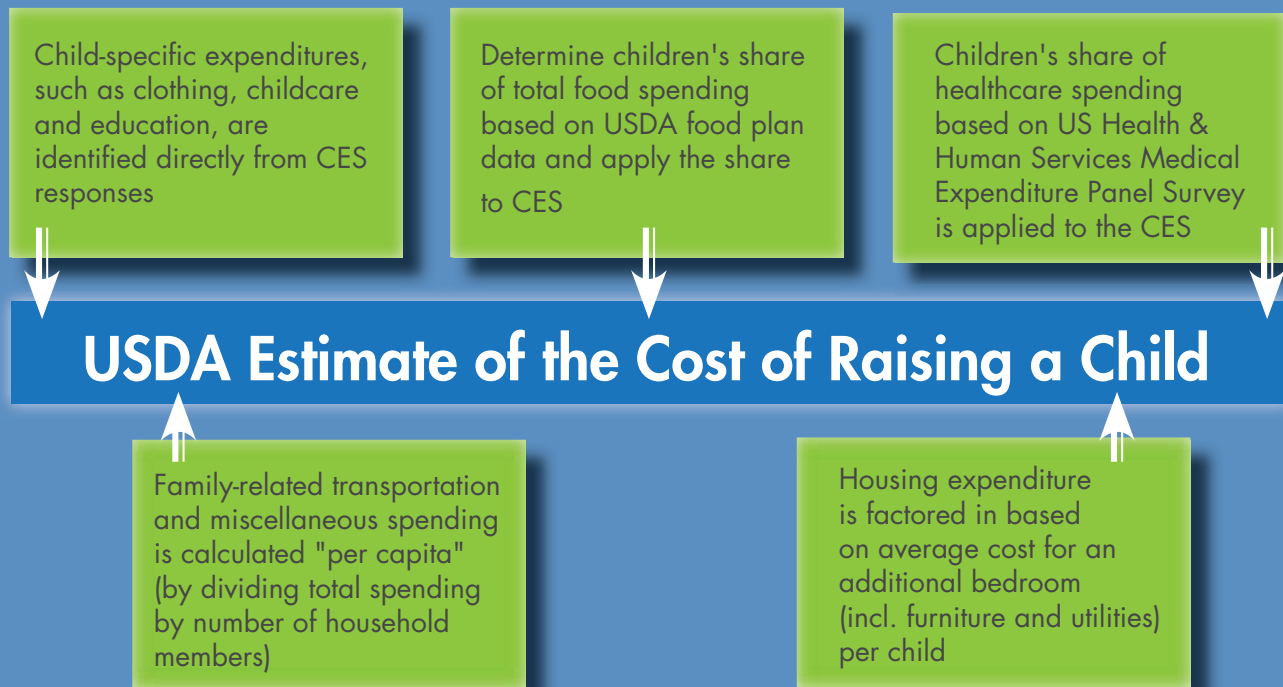 Child-specific expenditures,
such as clothing, childcare
and education, are
identified directly from CES
responses
Determine children's share
of total food spending
based on USDA food plan
data and apply the share
to CES
Children's share of
healthcare spending
based on US Health &
Human Services Medical
Expenditure Panel Survey
is applied to the CES
USDA Estimate of the Cost of Raising a Child
Family-related transportation
and miscellaneous spending
is calculated "per capita"
(by dividing total spending
by number of household
members)
Housing expenditure
is factored in based
on average cost for an
additional bedroom
(incl. furniture and utilities)
per child